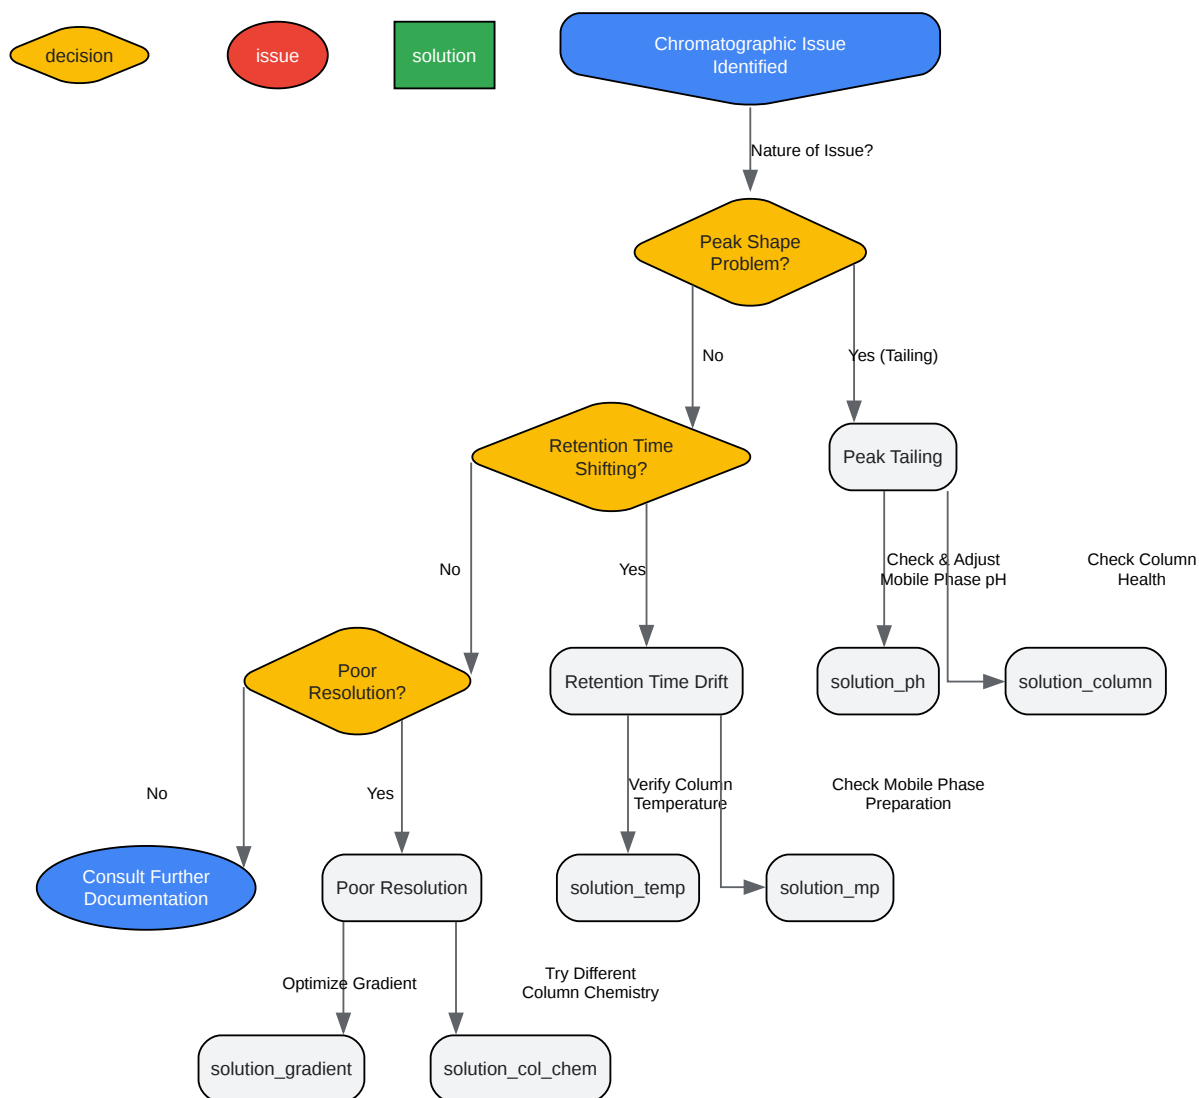 decision
issue
solution
Chromatographic Issue
Identified
Nature of Issue?
Peak Shape
Problem?
No
Yes (Tailing)
Retention Time
Shifting?
Peak Tailing
No
Yes
Check & Adjust
Mobile Phase pH
Check Column
Health
Poor
Resolution?
Retention Time Drift
solution_ph
solution_column
No
Yes
Verify Column
Temperature
Check Mobile Phase
Preparation
Consult Further
Documentation
Poor Resolution
solution_temp
solution_mp
Optimize Gradient
Try Different
Column Chemistry
solution_gradient
solution_col_chem